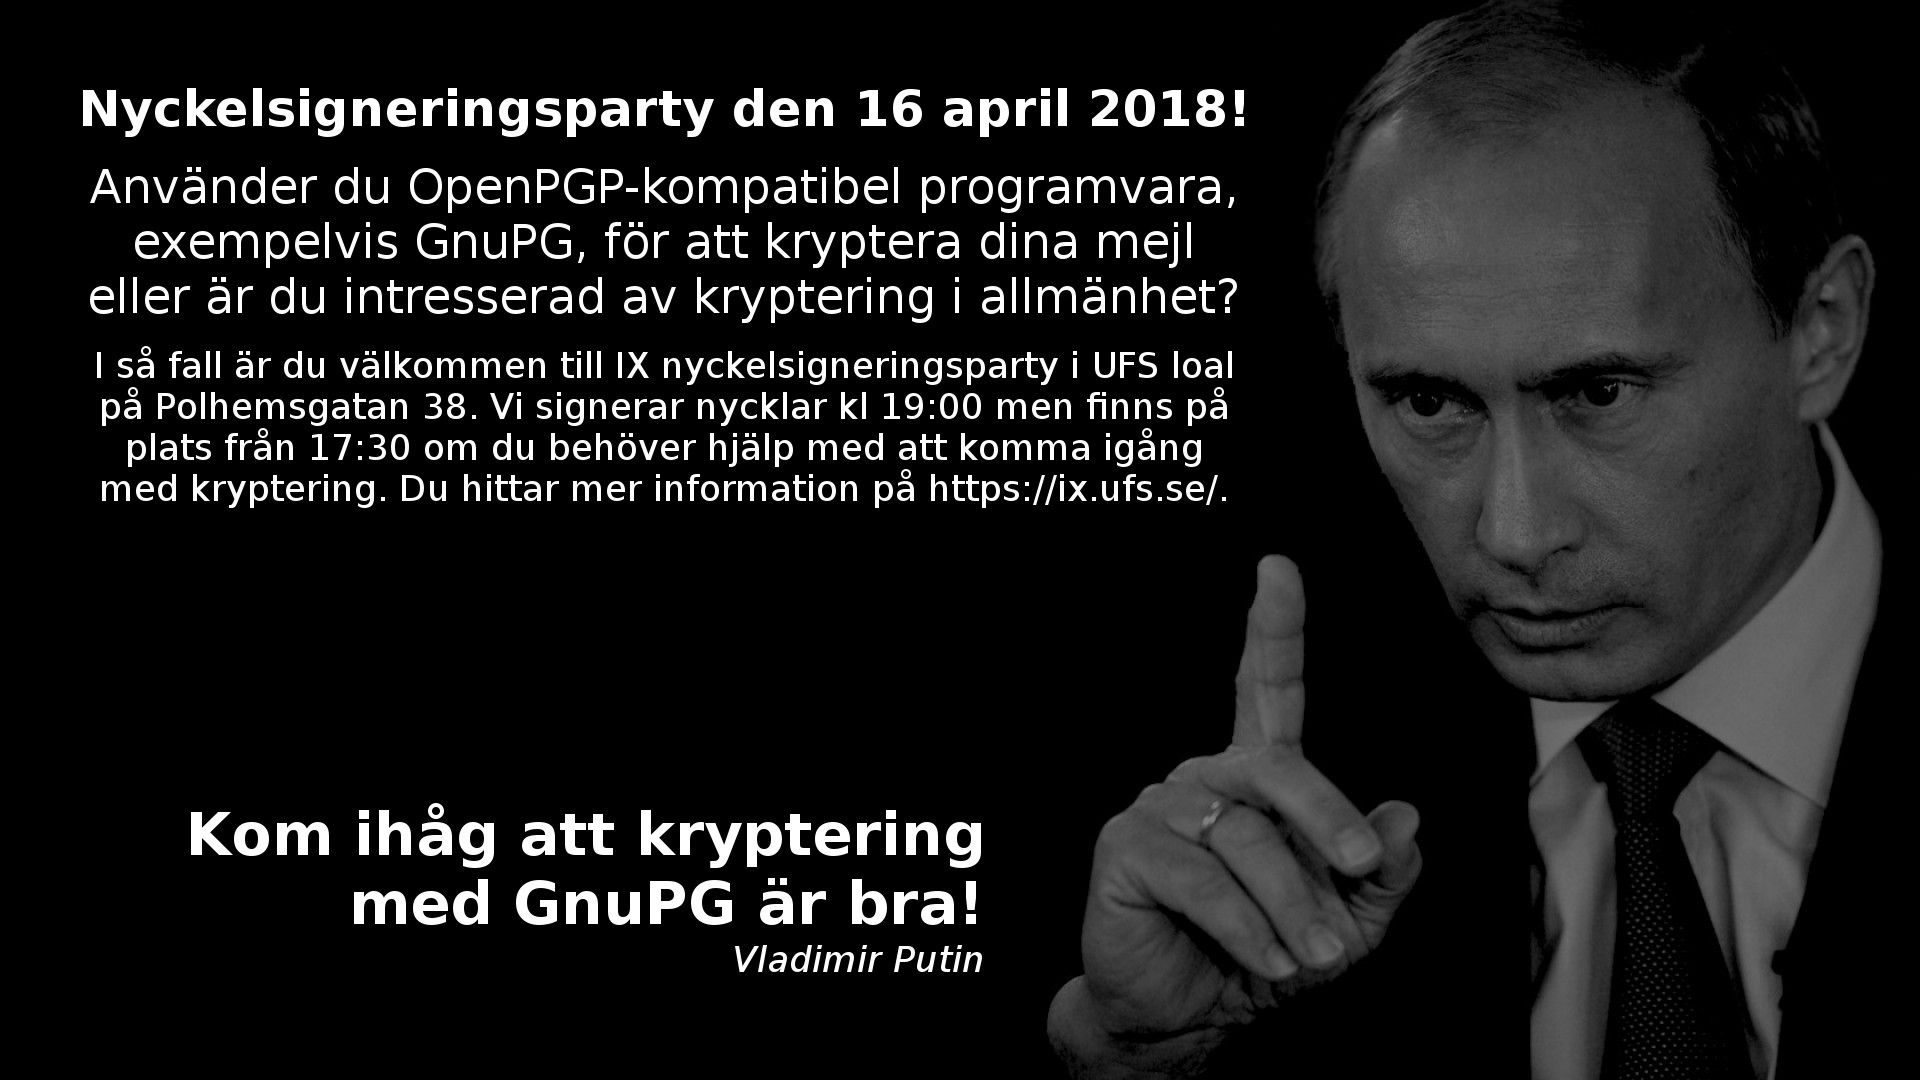 Nyckelsigneringsparty den 16 april 2018!
Använder du OpenPGP-kompatibel programvara,
exempelvis GnuPG, för att kryptera dina mejl
eller är du intresserad av kryptering i allmänhet?
I så fall är du välkommen till IX nyckelsigneringsparty i UFS loal
på Polhemsgatan 38. Vi signerar nycklar kl 19:00 men finns på
plats från 17:30 om du behöver hjälp med att komma igång
med kryptering. Du hittar mer information på https://ix.ufs.se/.
Kom ihåg att kryptering
med GnuPG är bra!
Vladimir Putin